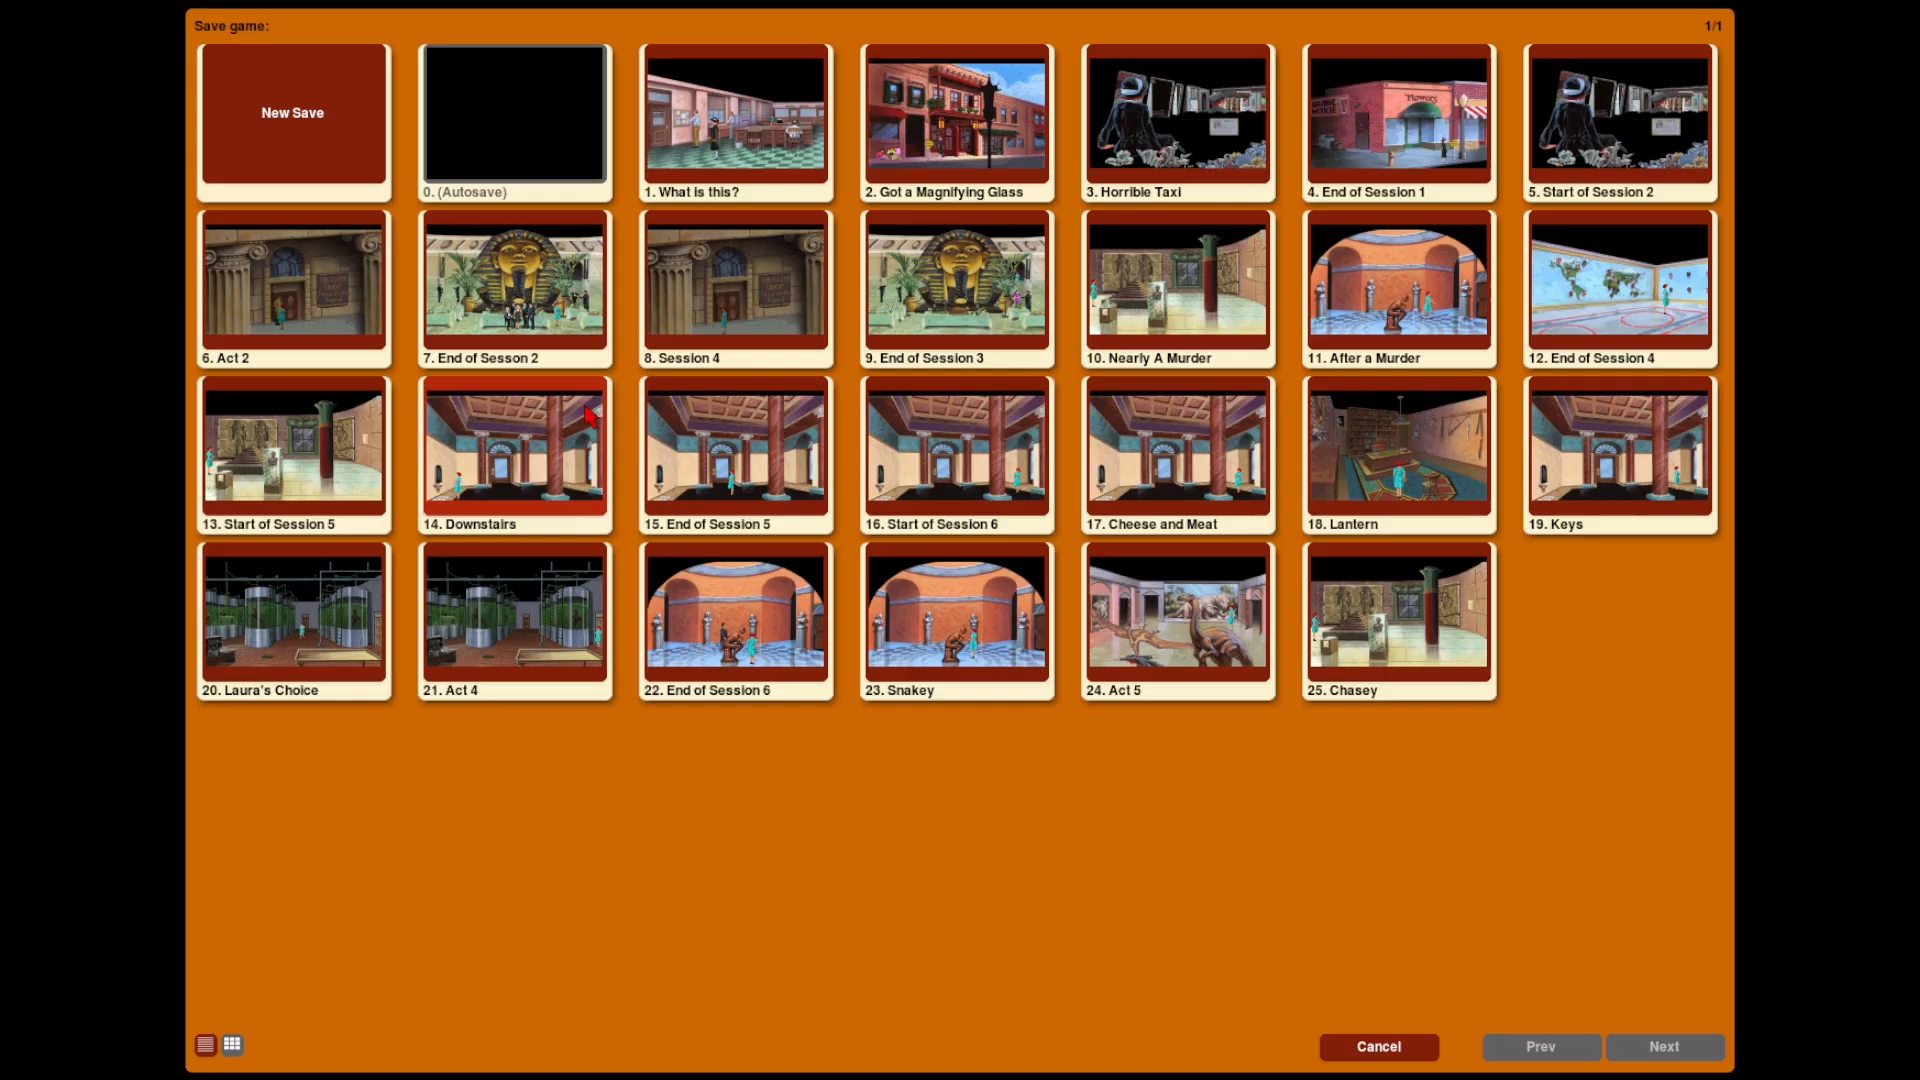 Save game:
1/1
New Save
0. (Autosave)
1. What is this?
2. Got a Magnifying Glass
3. Horrible Taxi
4. End of Session 1
5. Start of Session 2
6. Act 2
7. End of Sesson 2
8. Session 4
9. End of Session 3
10. Nearly A Murder
11. After a Murder
12. End of Session 4
13. Start of Session 5
14. Downstairs
15. End of Session 5
16. Start of Session 6
17. Cheese and Meat
18. Lantern
19. Keys
20. Laura's Choice
21. Act 4
22. End of Session 6
23. Snakey
24. Act 5
25. Chasey
Cancel
Prev
Next
Flowers